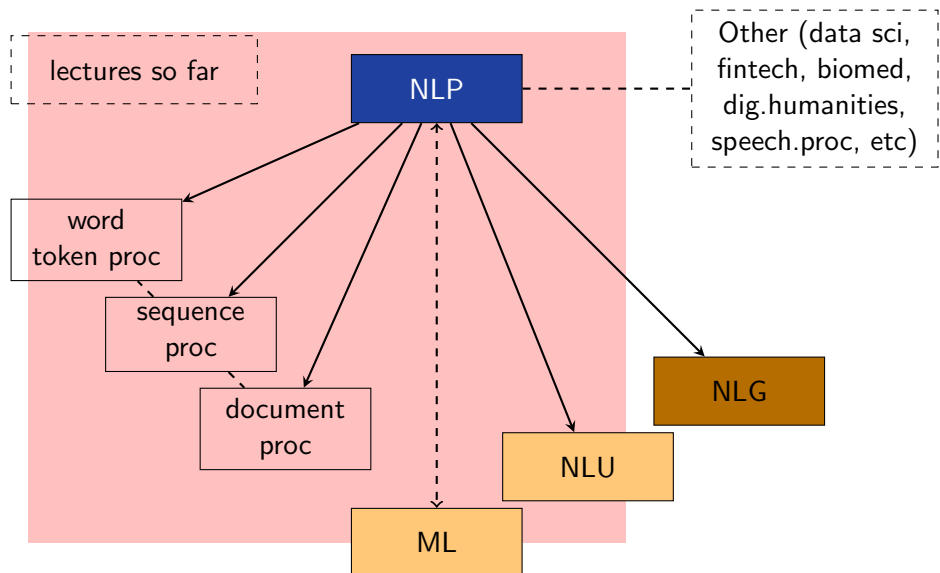 lectures so far
NLP
Other (data sci,
fintech, biomed,
dig.humanities,
speech.proc, etc)
word
token proc
sequence
proc
document
proc
NLG
NLU
ML